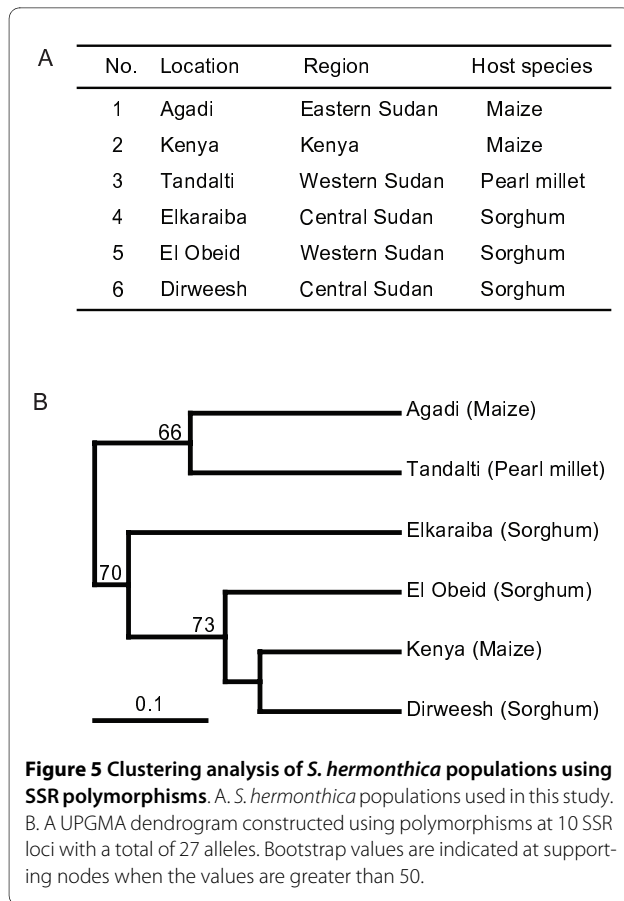 A
No. Location Region Host species
1 Agadi Eastern Sudan Maize
2 Kenya Kenya Maize
3 Tandalti Western Sudan Pearl millet
4 Elkaraiba Central Sudan Sorghum
5 El Obeid Western Sudan Sorghum
6 Dirweesh Central Sudan Sorghum
B
Agadi (Maize)
66
Tandalti (Pearl millet)
Elkaraiba (Sorghum)
70
El Obeid (Sorghum)
73
Kenya (Maize)
0.1
Dirweesh (Sorghum)
Figure 5 Clustering analysis of S. hermonthica populations using
SSR polymorphisms. A. S. hermonthica populations used in this study.
B. A UPGMA dendrogram constructed using polymorphisms at 10 SSR
loci with a total of 27 alleles. Bootstrap values are indicated at support-
ing nodes when the values are greater than 50.